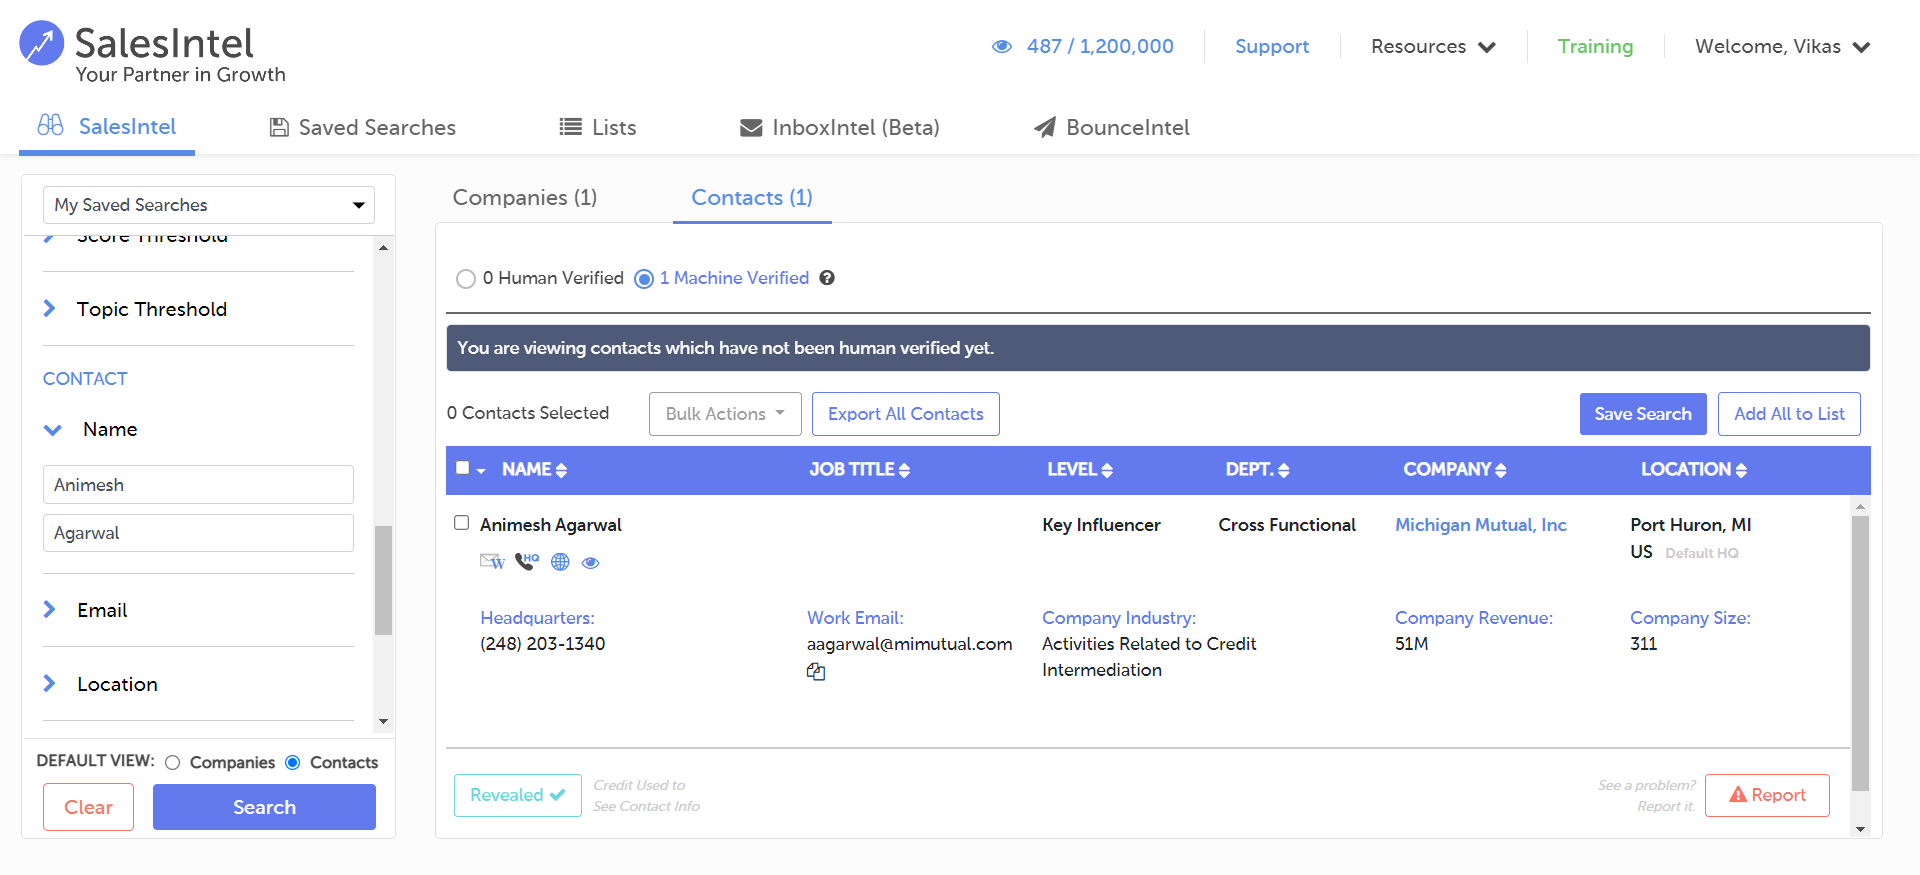 SalesIntel
Your Partner in Growth
487 / 1,200,000
Support
Resources
Training
Welcome, Vikas
SalesIntel
Saved Searches
Lists
InboxIntel (Beta)
BounceIntel
My Saved Searches
Score Threshold
Topic Threshold
CONTACT
Name
Animesh
Agarwal
Email
Location
DEFAULT VIEW: Companies Contacts
Clear
Search
Companies (1)
Contacts (1)
0 Human Verified
1 Machine Verified
You are viewing contacts which have not been human verified yet.
0 Contacts Selected
Bulk Actions
Export All Contacts
Save Search
Add All to List
NAME JOB TITLE LEVEL DEPT. COMPANY LOCATION
Animesh Agarwal
Key Influencer
Cross Functional
Michigan Mutual, Inc
Port Huron, MI
US Default HQ
W
HQ
Headquarters:
(248) 203-1340
Work Email:
aagarwal@mimutual.com
Company Industry:
Activities Related to Credit
Intermediation
Company Revenue:
51M
Company Size:
311
Revealed
Credit Used to
See Contact Info
See a problem?
Report it.
Report